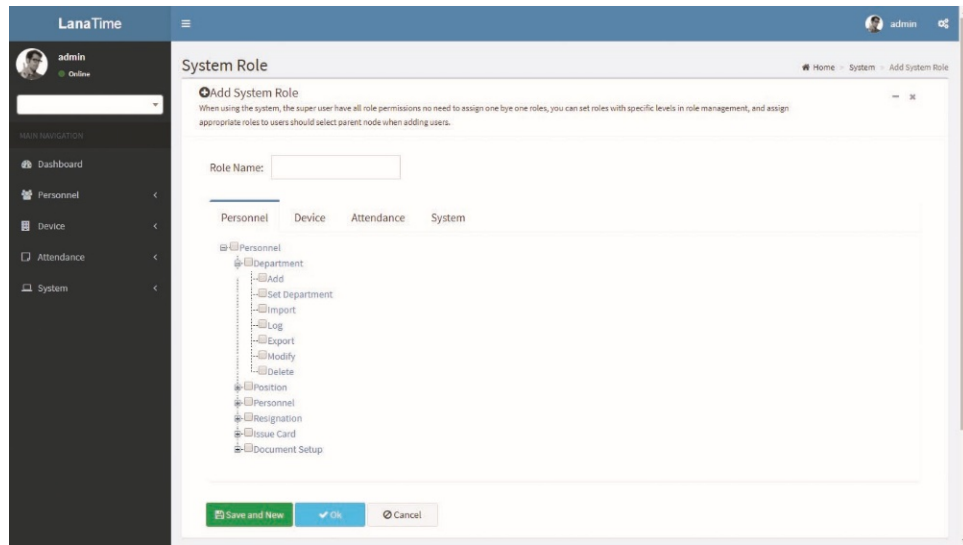 LanaTime
admin
admin
Online
System Role
Home > System > Add System Role
Add System Role
When using the system, the super user have all role permissions no need to assign one bye one roles, you can set roles with specific levels in role management, and assign
appropriate roles to users should select parent node when adding users.
MAIN NAVIGATION
Dashboard
Personnel
Device
Attendance
System
Role Name:
Personnel Device Attendance System
Personnel
Department
Add
Set Department
Import
Log
Export
Modify
Delete
Position
Personnel
Resignation
Issue Card
Document Setup
Save and New Ok Cancel